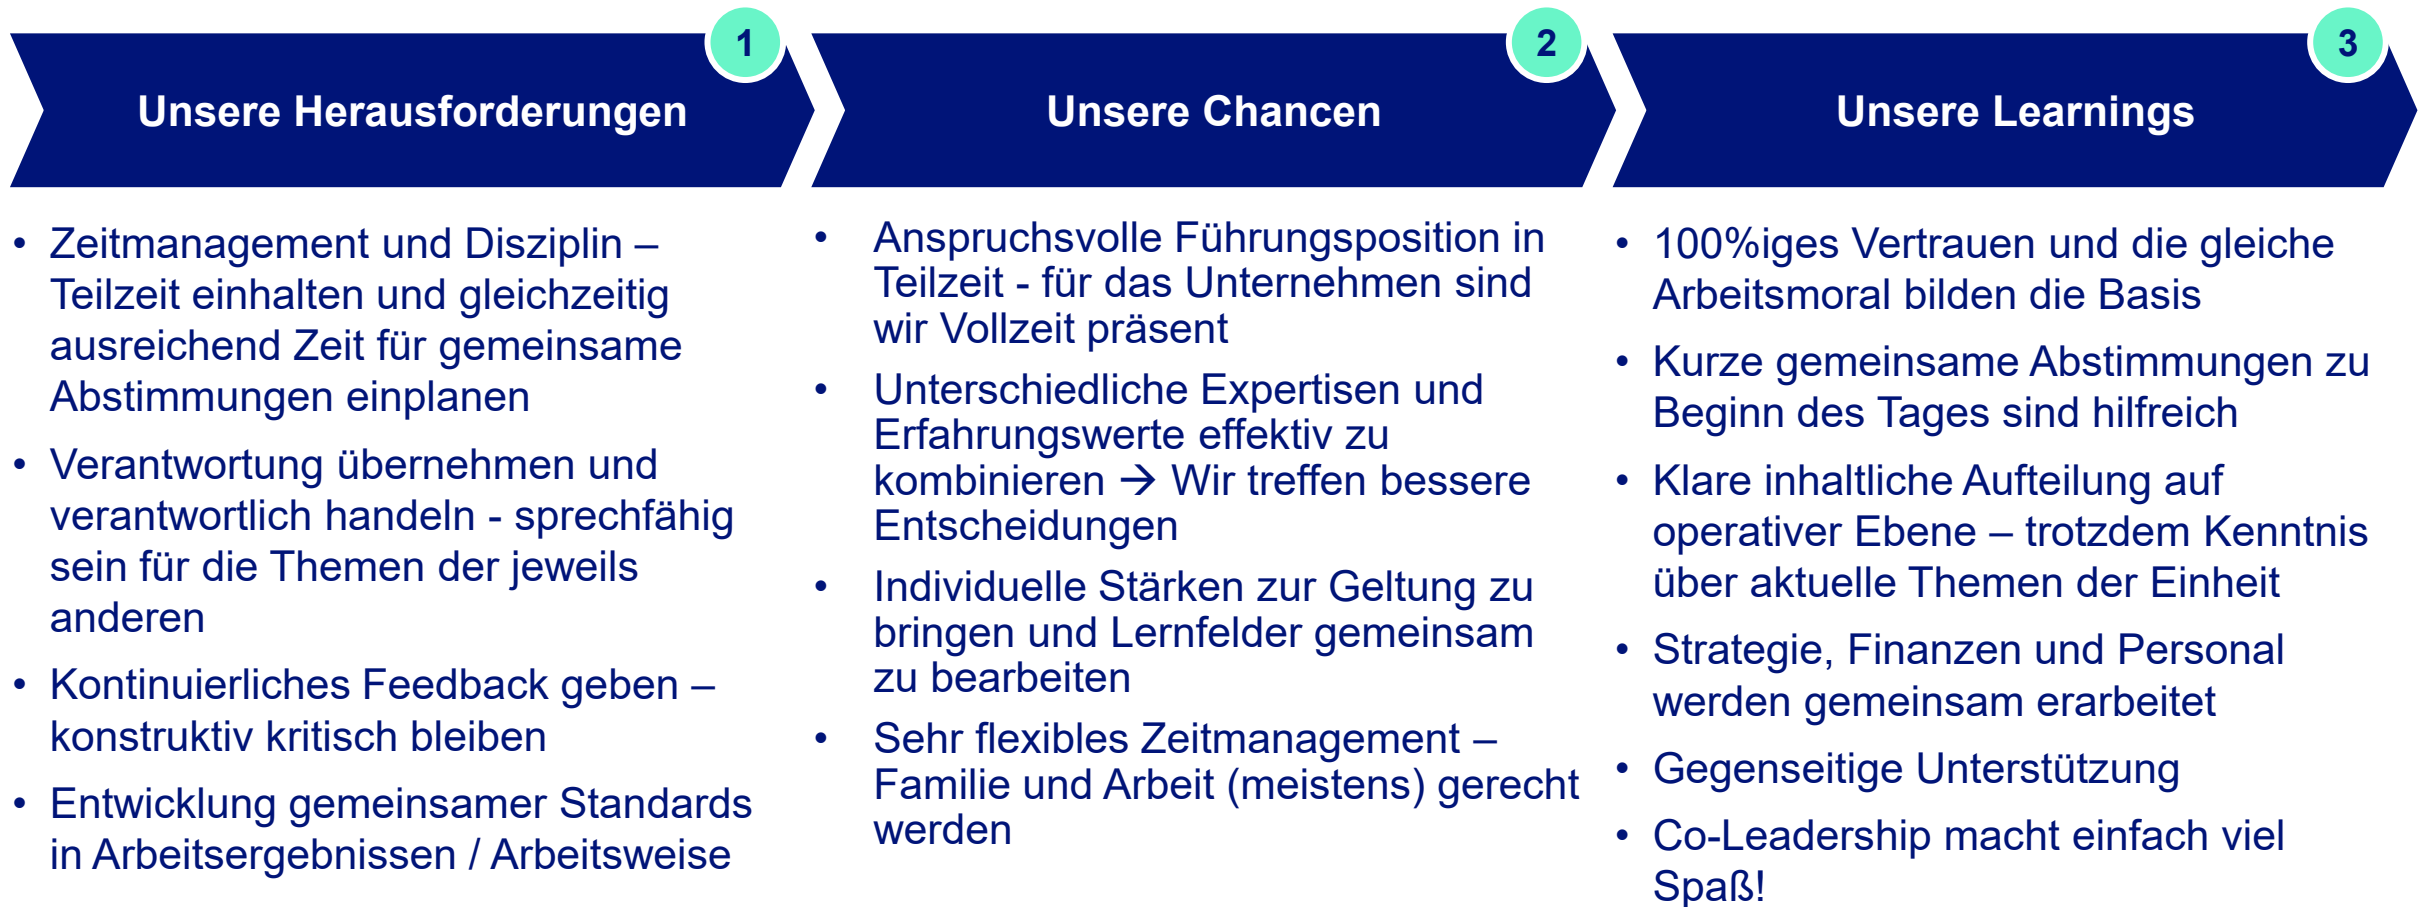 1
Unsere Herausforderungen
• Zeitmanagement und Disziplin –
Teilzeit einhalten und gleichzeitig
ausreichend Zeit für gemeinsame
Abstimmungen einplanen
• Verantwortung übernehmen und
verantwortlich handeln - sprechfähig
sein für die Themen der jeweils
anderen
• Kontinuierliches Feedback geben –
konstruktiv kritisch bleiben
• Entwicklung gemeinsamer Standards
in Arbeitsergebnissen / Arbeitsweise
2
Unsere Chancen
• Anspruchsvolle Führungsposition in
Teilzeit - für das Unternehmen sind
wir Vollzeit präsent
• Unterschiedliche Expertisen und
Erfahrungswerte effektiv zu
kombinieren → Wir treffen bessere
Entscheidungen
• Individuelle Stärken zur Geltung zu
bringen und Lernfelder gemeinsam
zu bearbeiten
• Sehr flexibles Zeitmanagement –
Familie und Arbeit (meistens) gerecht
werden
3
Unsere Learnings
• 100%iges Vertrauen und die gleiche
Arbeitsmoral bilden die Basis
• Kurze gemeinsame Abstimmungen zu
Beginn des Tages sind hilfreich
• Klare inhaltliche Aufteilung auf
operativer Ebene – trotzdem Kenntnis
über aktuelle Themen der Einheit
• Strategie, Finanzen und Personal
werden gemeinsam erarbeitet
• Gegenseitige Unterstützung
• Co-Leadership macht einfach viel
Spaß!